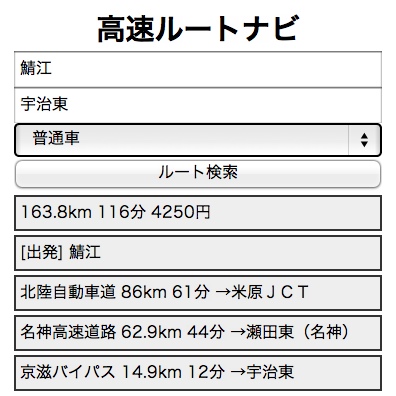 高速ルートナビ
鯖江
宇治東
普通車
ルート検索
163.8km 116分 4250円
[出発] 鯖江
北陸自動車道 86km 61分 →米原ＪＣＴ
名神高速道路 62.9km 44分 →瀬田東（名神）
京滋バイパス 14.9km 12分 →宇治東